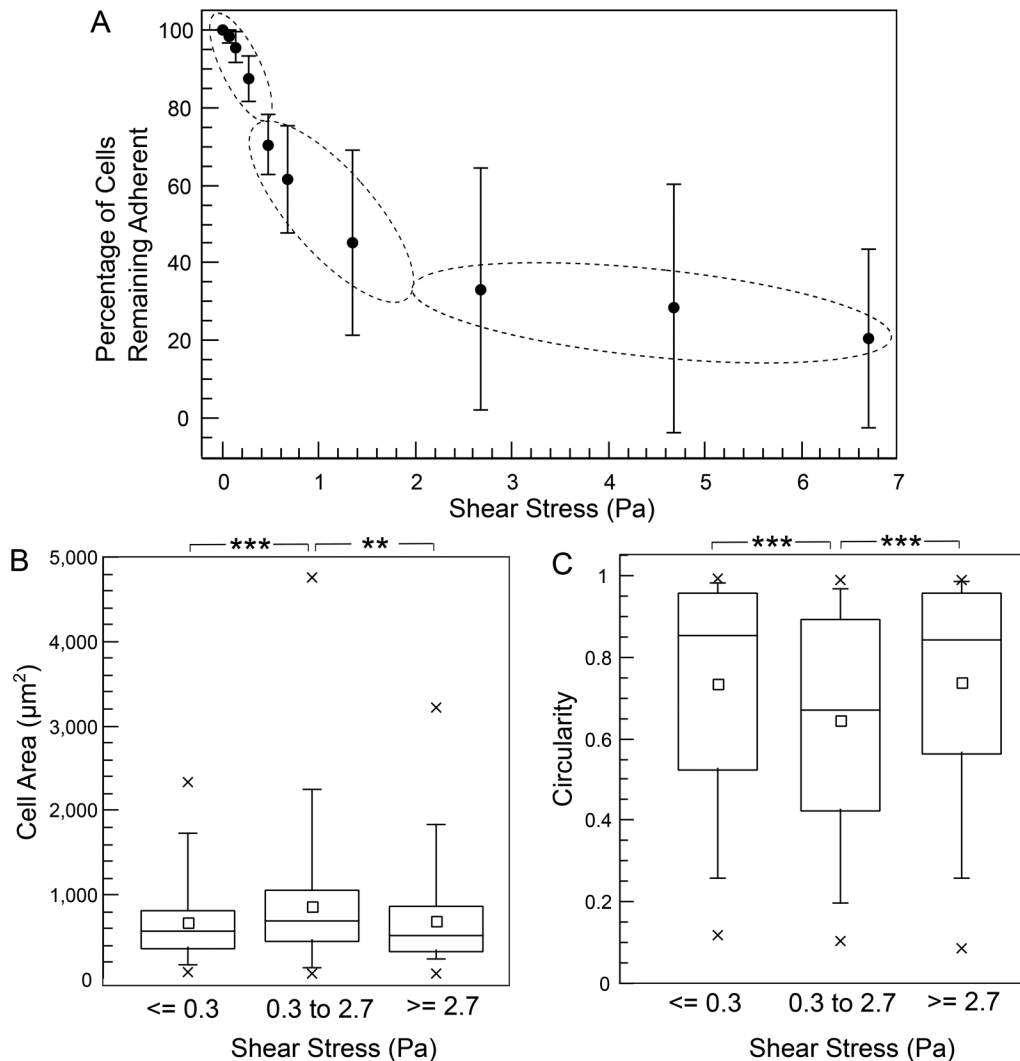 A
Percentage of Cells
Remaining Adherent
100
80
60
40
20
0
0 1 2 3 4 5 6 7
Shear Stress (Pa)
B
*** **
Cell Area (µm²)
5,000
4,000
3,000
2,000
1,000
0
<= 0.3 0.3 to 2.7 >= 2.7
Shear Stress (Pa)
C
*** ***
Circularity
1
0.8
0.6
0.4
0.2
0
<= 0.3 0.3 to 2.7 >= 2.7
Shear Stress (Pa)